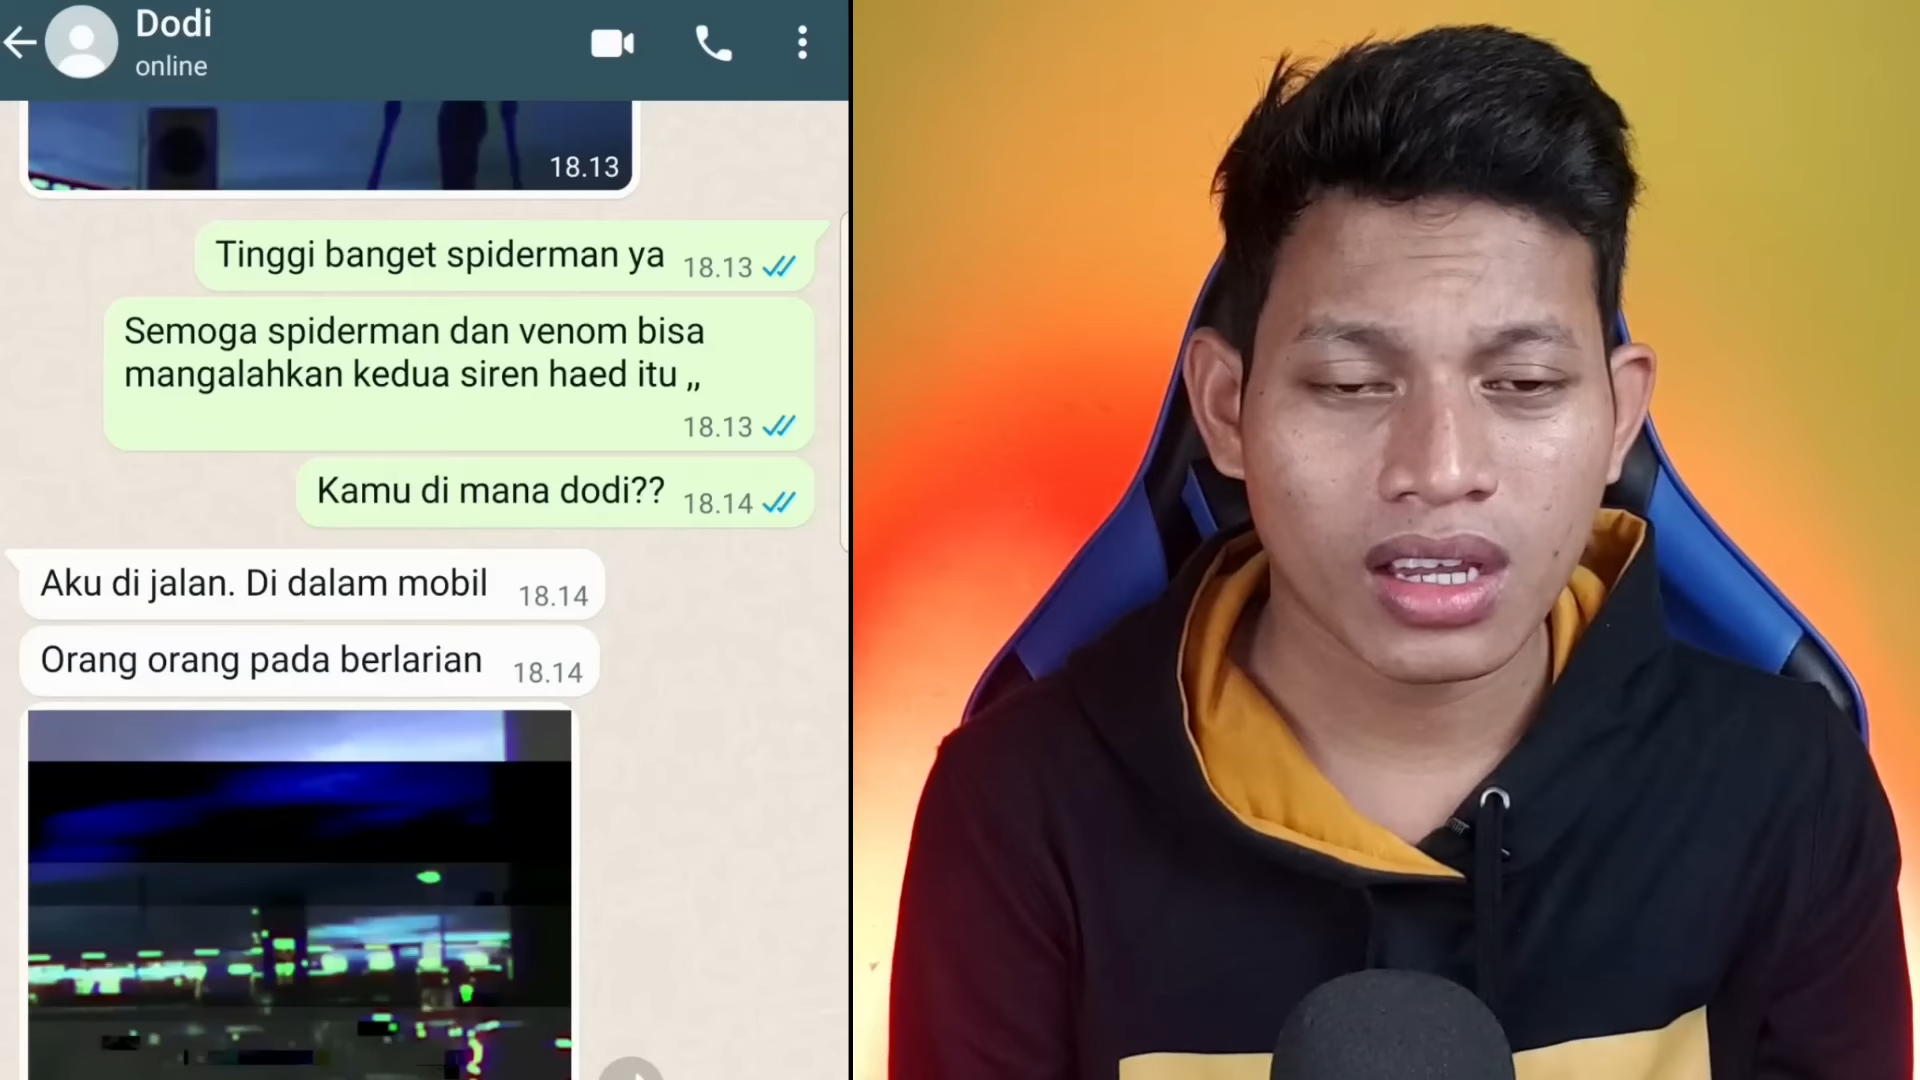 Dodi
online
18.13
Tinggi banget spiderman ya 18.13
Semoga spiderman dan venom bisa
mangalahkan kedua siren haed itu ,,
18.13
Kamu di mana dodi?? 18.14
Aku di jalan. Di dalam mobil 18.14
Orang orang pada berlarian 18.14